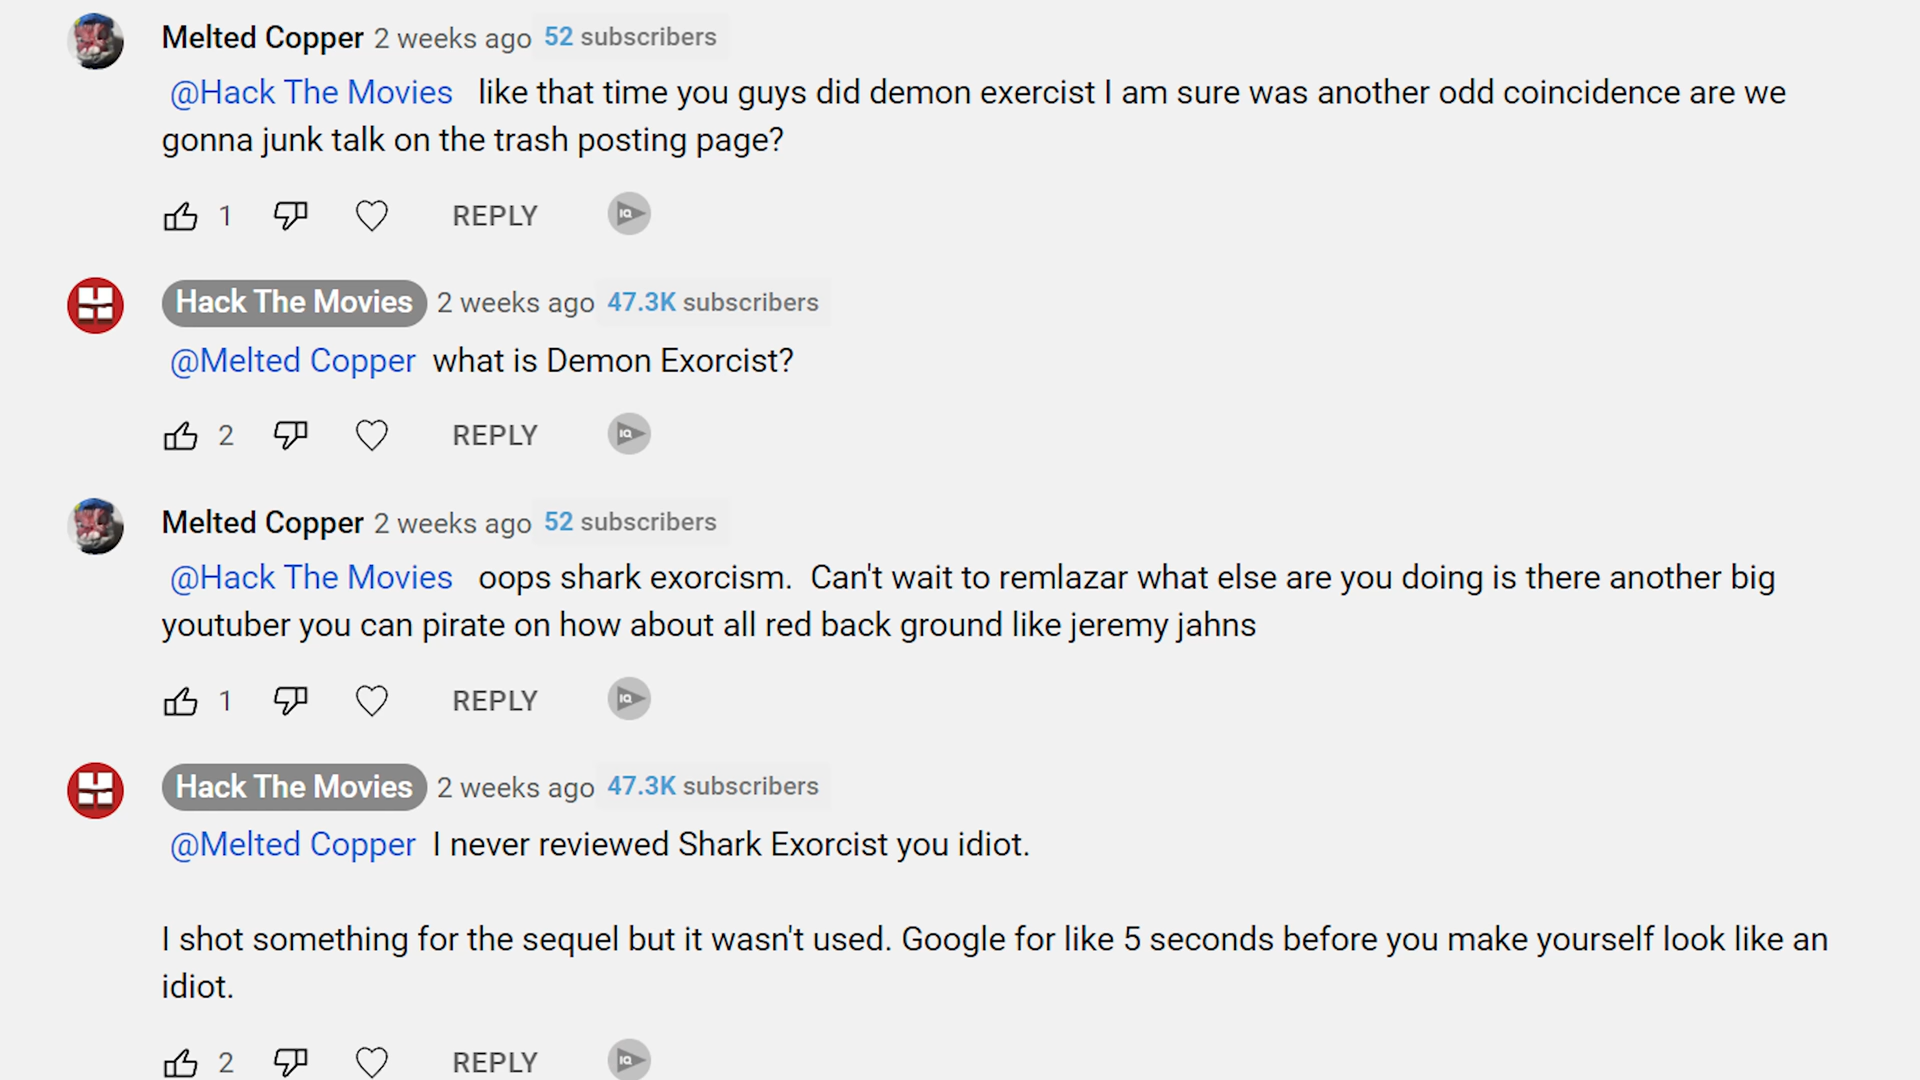 Melted Copper 2 weeks ago 52 subscribers
@Hack The Movies like that time you guys did demon exercist I am sure was another odd coincidence are we
gonna junk talk on the trash posting page?
1 REPLY IQ
Hack The Movies 2 weeks ago 47.3K subscribers
@Melted Copper what is Demon Exorcist?
2 REPLY IQ
Melted Copper 2 weeks ago 52 subscribers
@Hack The Movies oops shark exorcism. Can't wait to remlazar what else are you doing is there another big
youtuber you can pirate on how about all red back ground like jeremy jahns
1 REPLY IQ
Hack The Movies 2 weeks ago 47.3K subscribers
@Melted Copper I never reviewed Shark Exorcist you idiot.
I shot something for the sequel but it wasn't used. Google for like 5 seconds before you make yourself look like an
idiot.
2 REPLY IQ